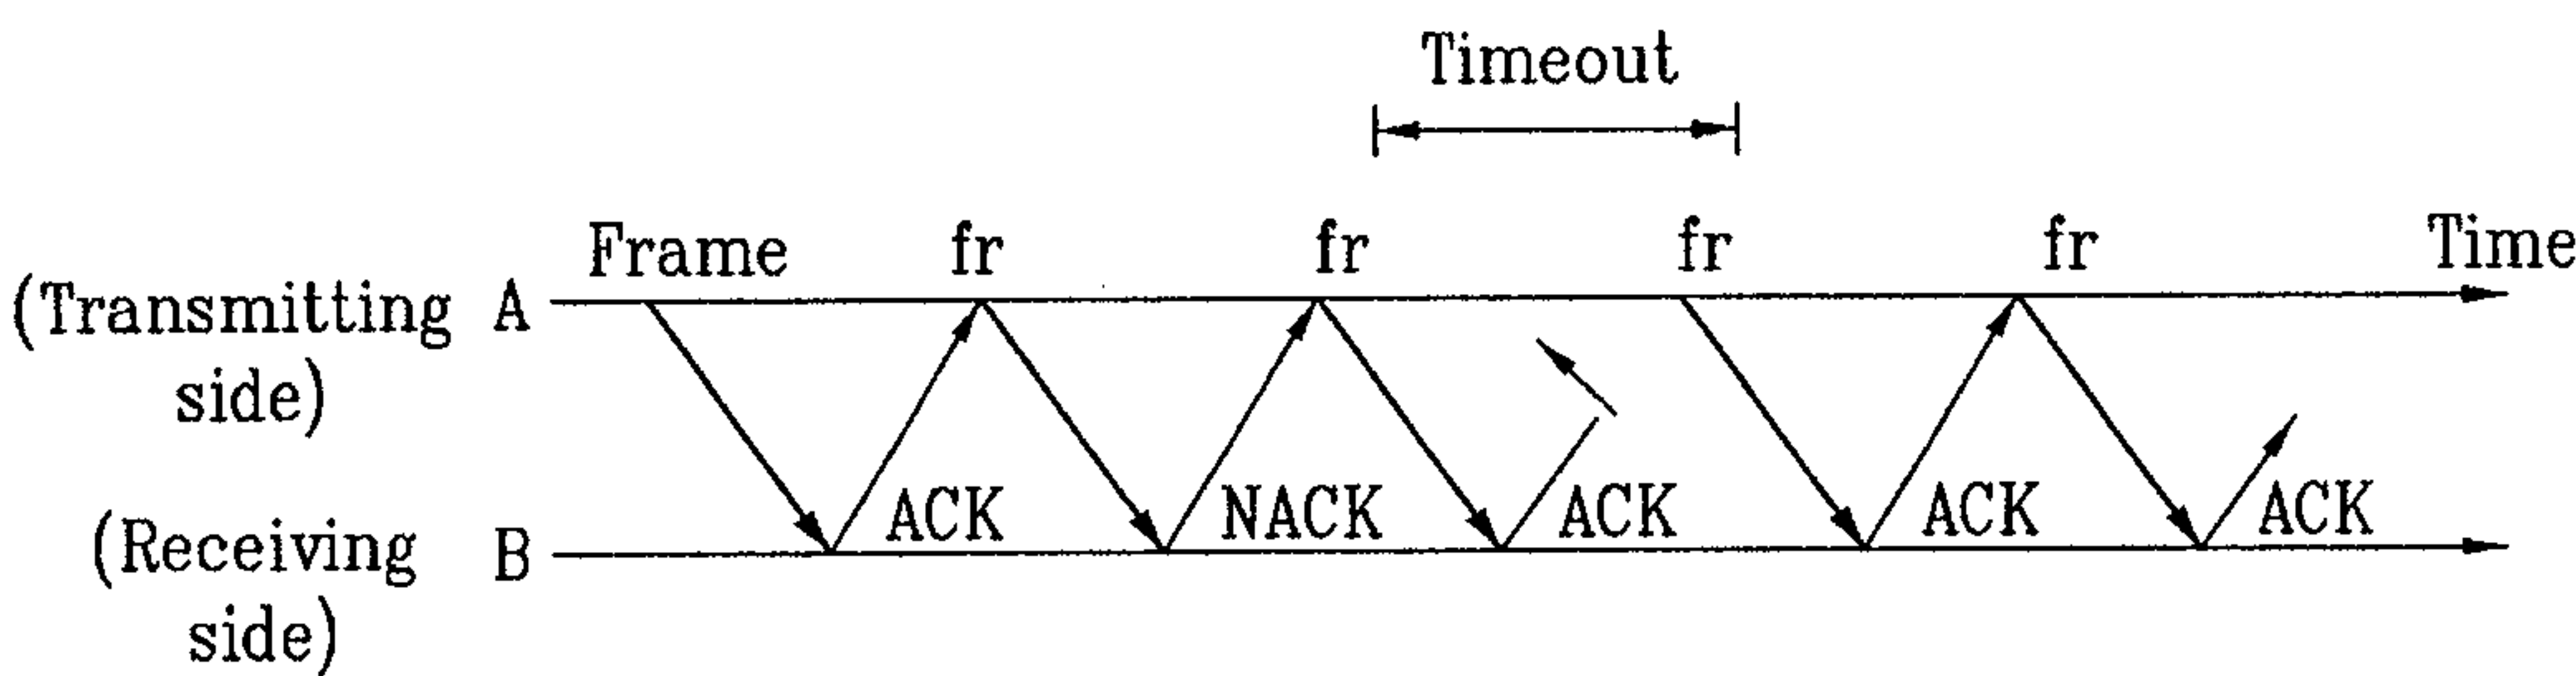 Timeout
Frame fr fr fr fr Time
(Transmitting side) A
ACK NACK ACK ACK ACK
(Receiving side) B